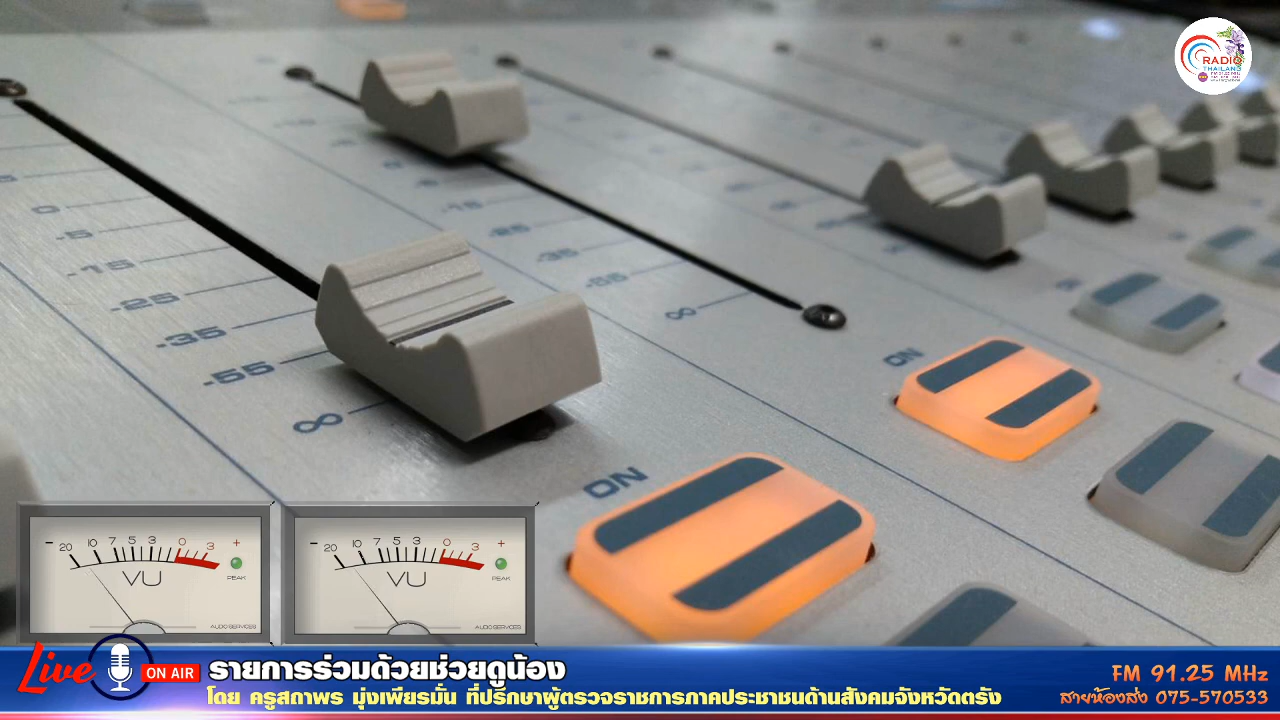 RADIO
THAILAND
0
-5
-15
-25
-35
-55
∞
-15
-25
-35
-55
∞
ON
ON
- 20 10 7 5 3 0 3 +
VU
PEAK
AUDIO SERVICES
- 20 10 7 5 3 0 3 +
VU
PEAK
AUDIO SERVICES
Live ON AIR รายการร่วมด้วยช่วยดูน้อง
โดย ครูสถาพร มุ่งเพียรมั่น ที่ปรึกษาผู้ตรวจราชการภาคประชาชนด้านสังคมจังหวัดตรัง
FM 91.25 MHz
สายห้องส่ง 075-570533